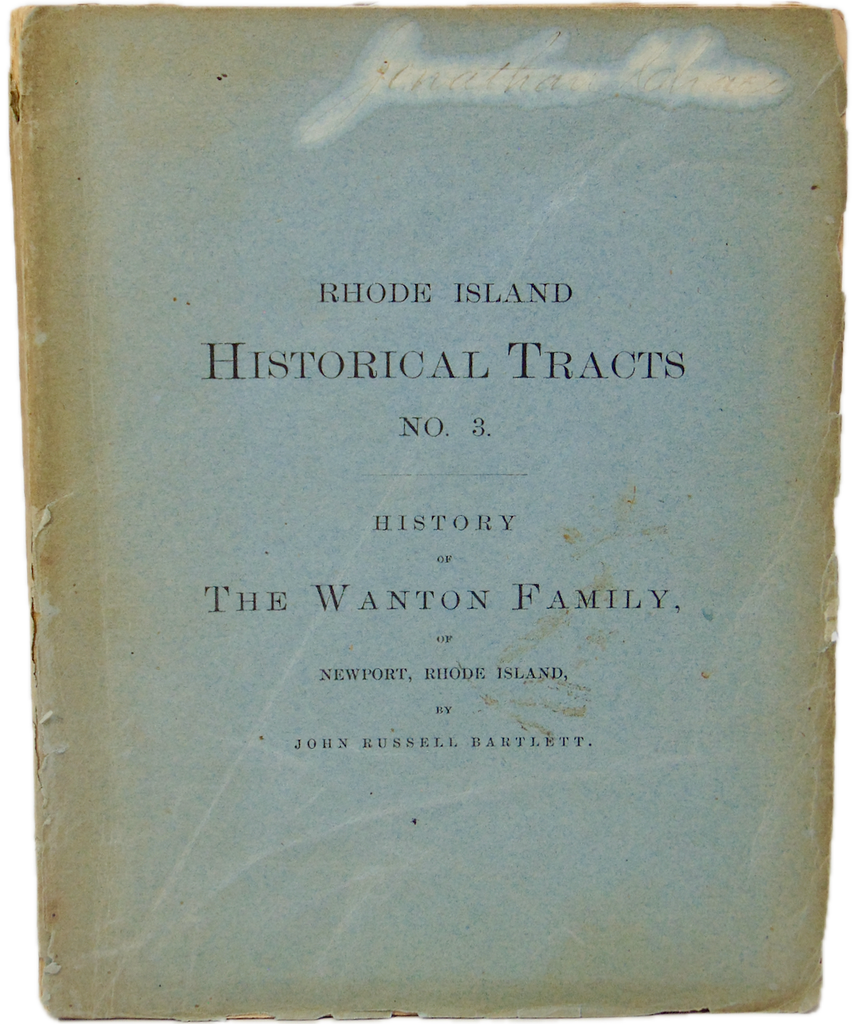 Jonathan
RHODE ISLAND
HISTORICAL TRACTS
NO. 3.
HISTORY
OF
THE WANTON FAMILY,
OF
NEWPORT, RHODE ISLAND,
BY
JOHN RUSSELL BARTLETT.